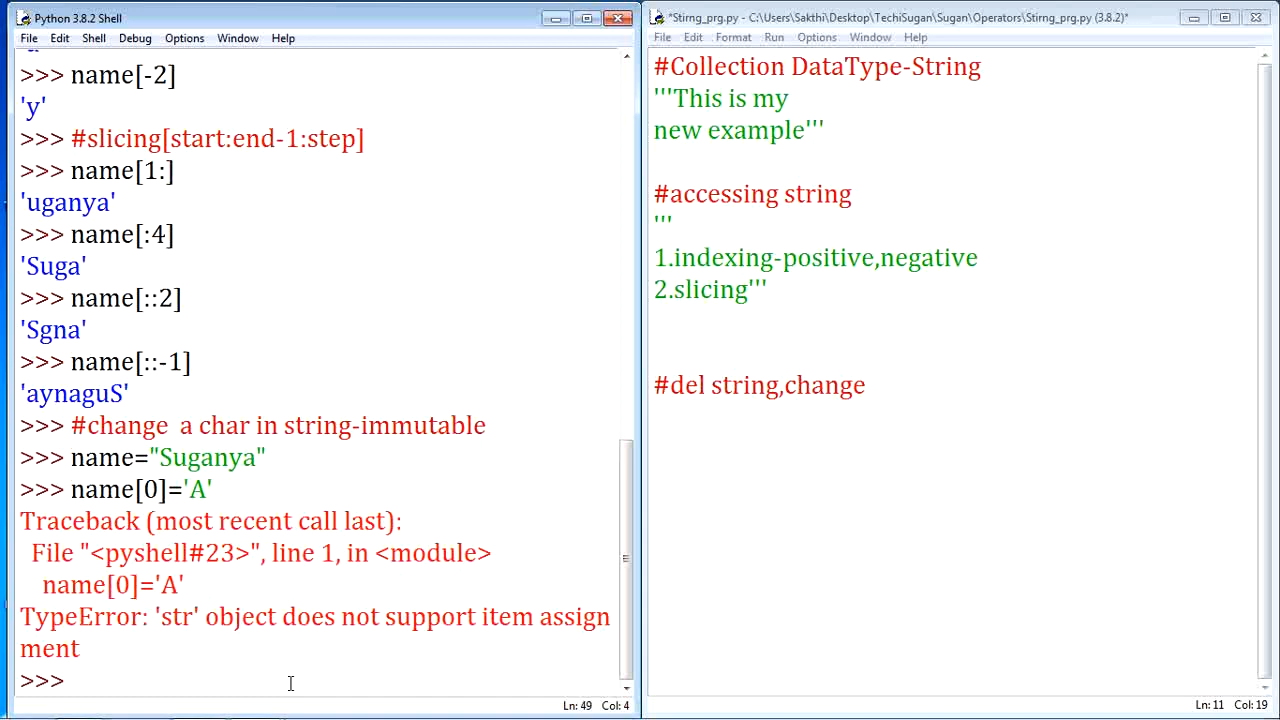 Python 3.8.2 Shell
File Edit Shell Debug Options Window Help
>>> name[-2]
'y'
>>> #slicing[start:end-1:step]
>>> name[1:]
'uganya'
>>> name[:4]
'Suga'
>>> name[::2]
'Sgna'
>>> name[::-1]
'aynaguS'
>>> #change  a char in string-immutable
>>> name="Suganya"
>>> name[0]='A'
Traceback (most recent call last):
  File "<pyshell#23>", line 1, in <module>
    name[0]='A'
TypeError: 'str' object does not support item assign
ment
>>>
Ln: 49 Col: 4
*Stirng_prg.py - C:\Users\Sakthi\Desktop\TechiSugan\Sugan\Operators\Stirng_prg.py (3.8.2)*
File Edit Format Run Options Window Help
#Collection DataType-String
'''This is my
new example'''
#accessing string
'''
1.indexing-positive,negative
2.slicing'''
#del string,change
Ln: 11 Col: 19